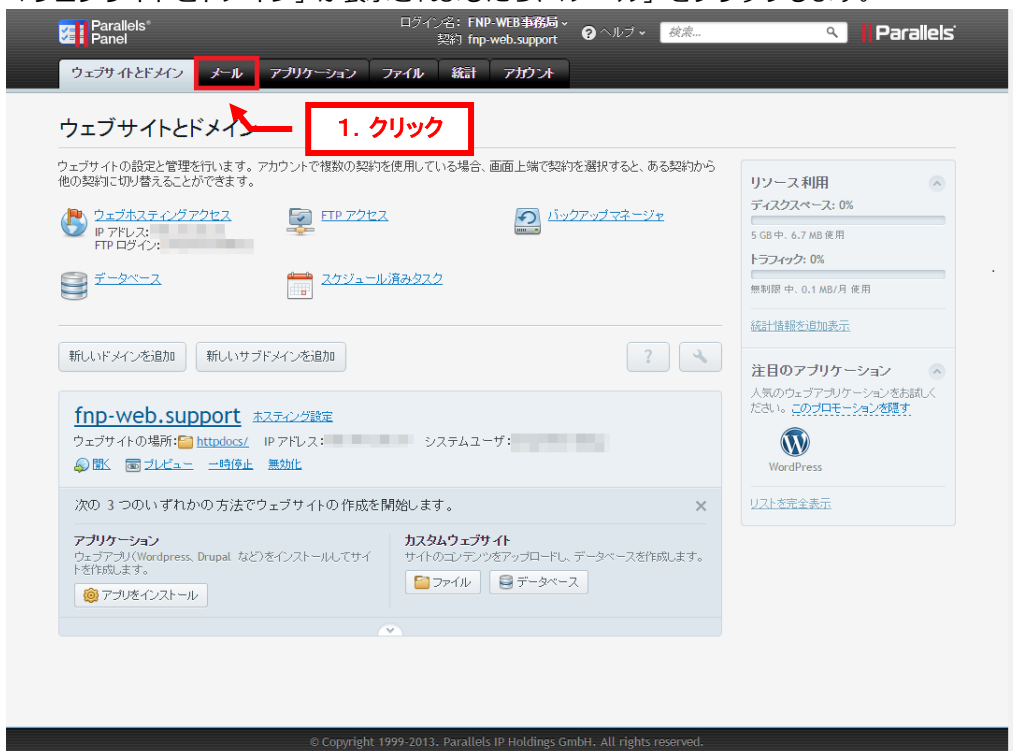 Parallels®
Panel
ログイン名: FNP-WEB事務局
契約 fnp-web.support
ヘルプ
検索...
Parallels®
ウェブサイトとドメイン メール アプリケーション ファイル 統計 アカウント
1. クリック
ウェブサイトとドメイン
ウェブサイトの設定と管理を行います。アカウントで複数の契約を使用している場合、画面上端で契約を選択すると、ある契約から
他の契約に切り替えることができます。
ウェブホスティングアクセス
IP アドレス:
FTP ログイン:
FTP アクセス
バックアップマネージャ
データベース
スケジュール済みタスク
新しいドメインを追加 新しいサブドメインを追加
?
fnp-web.support ホスティング設定
ウェブサイトの場所: httpdocs/ IP アドレス: システムユーザ:
開く プレビュー 一時停止 無効化
次の 3 つのいずれかの方法でウェブサイトの作成を開始します。
アプリケーション
ウェブアプリ(Wordpress、Drupal など)をインストールしてサイ
トを作成します。
アプリをインストール
カスタムウェブサイト
サイトのコンテンツをアップロードし、データベースを作成します。
ファイル データベース
リソース利用
ディスクスペース: 0%
5 GB 中、6.7 MB 使用
トラフィック: 0%
無制限 中、0.1 MB/月 使用
統計情報を追加表示
注目のアプリケーション
人気のウェブアプリケーションをお試しく
ださい。このプロモーションを隠す
WordPress
リストを完全表示
© Copyright 1999-2013. Parallels IP Holdings GmbH. All rights reserved.